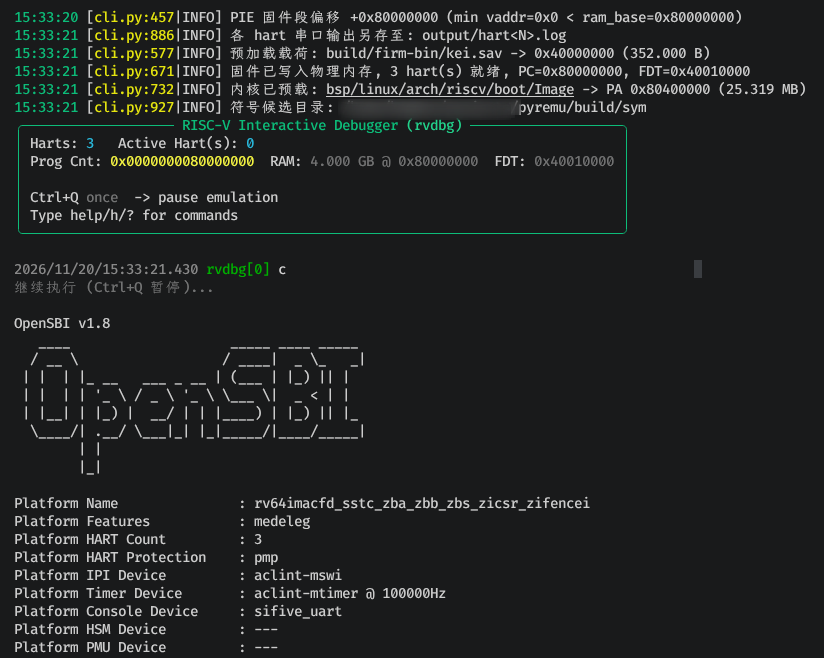 15:33:20 [cli.py:457|INFO] PIE 固件段偏移 +0x80000000 (min vaddr=0x0 < ram_base=0x80000000)
15:33:21 [cli.py:886|INFO] 各 hart 串口输出另存至: output/hart<N>.log
15:33:21 [cli.py:577|INFO] 预加载载荷: build/firm-bin/kei.sav -> 0x40000000 (352.000 B)
15:33:21 [cli.py:671|INFO] 固件已写入物理内存, 3 hart(s) 就绪, PC=0x80000000, FDT=0x40010000
15:33:21 [cli.py:732|INFO] 内核已预载: bsp/linux/arch/riscv/boot/Image -> PA 0x80400000 (25.319 MB)
15:33:21 [cli.py:927|INFO] 符号候选目录: /pyremu/build/sym
RISC-V Interactive Debugger (rvdbg)
Harts: 3 Active Hart(s): 0
Prog Cnt: 0x0000000080000000 RAM: 4.000 GB @ 0x80000000 FDT: 0x40010000
Ctrl+Q once -> pause emulation
Type help/h/? for commands
2026/11/20/15:33:21.430 rvdbg[0] c
继续执行 (Ctrl+Q 暂停)...
OpenSBI v1.8
OpenSBI
Platform Name : rv64imacfd_sstc_zba_zbb_zbs_zicsr_zifencei
Platform Features : medeleg
Platform HART Count : 3
Platform HART Protection : pmp
Platform IPI Device : aclint-mswi
Platform Timer Device : aclint-mtimer @ 100000Hz
Platform Console Device : sifive_uart
Platform HSM Device : ---
Platform PMU Device : ---